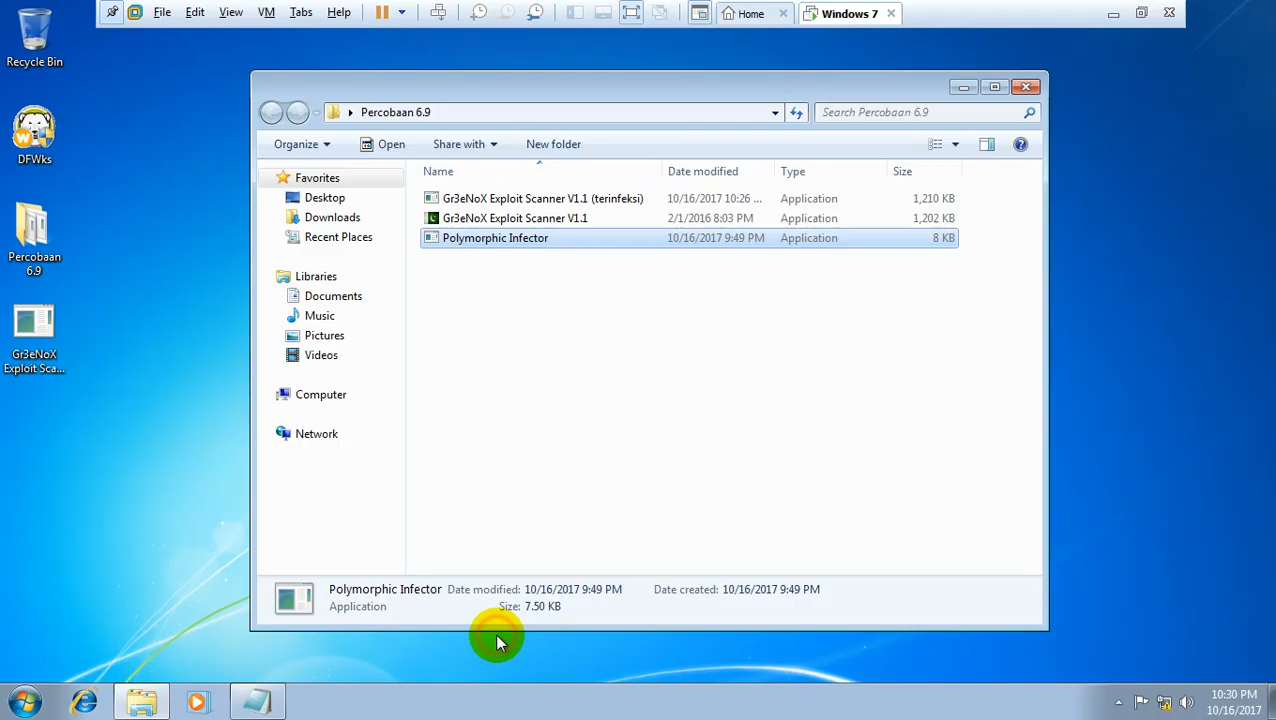 File Edit View VM Tabs Help Home Windows 7
Recycle Bin
DFWks
Percobaan
6.9
Gr3eNoX
Exploit Sca...
Percobaan 6.9 Search Percobaan 6.9
Organize Open Share with New folder
Favorites
Desktop
Downloads
Recent Places
Libraries
Documents
Music
Pictures
Videos
Computer
Network
Name Date modified Type Size
Gr3eNoX Exploit Scanner V1.1 (terinfeksi) 10/16/2017 10:26 ... Application 1,210 KB
Gr3eNoX Exploit Scanner V1.1 2/1/2016 8:03 PM Application 1,202 KB
Polymorphic Infector 10/16/2017 9:49 PM Application 8 KB
Polymorphic Infector Date modified: 10/16/2017 9:49 PM Date created: 10/16/2017 9:49 PM
Application Size: 7.50 KB
10:30 PM
10/16/2017